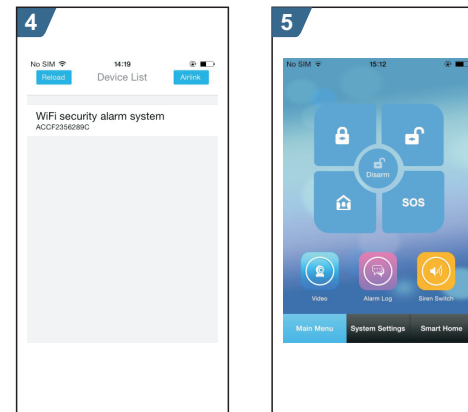 4
No SIM 14:19
Reload Device List Airlink
WiFi security alarm system
ACCF2356289C
5
No SIM 15:12
Disarm
SOS
Video Alarm Log Siren Switch
Main Menu System Settings Smart Home